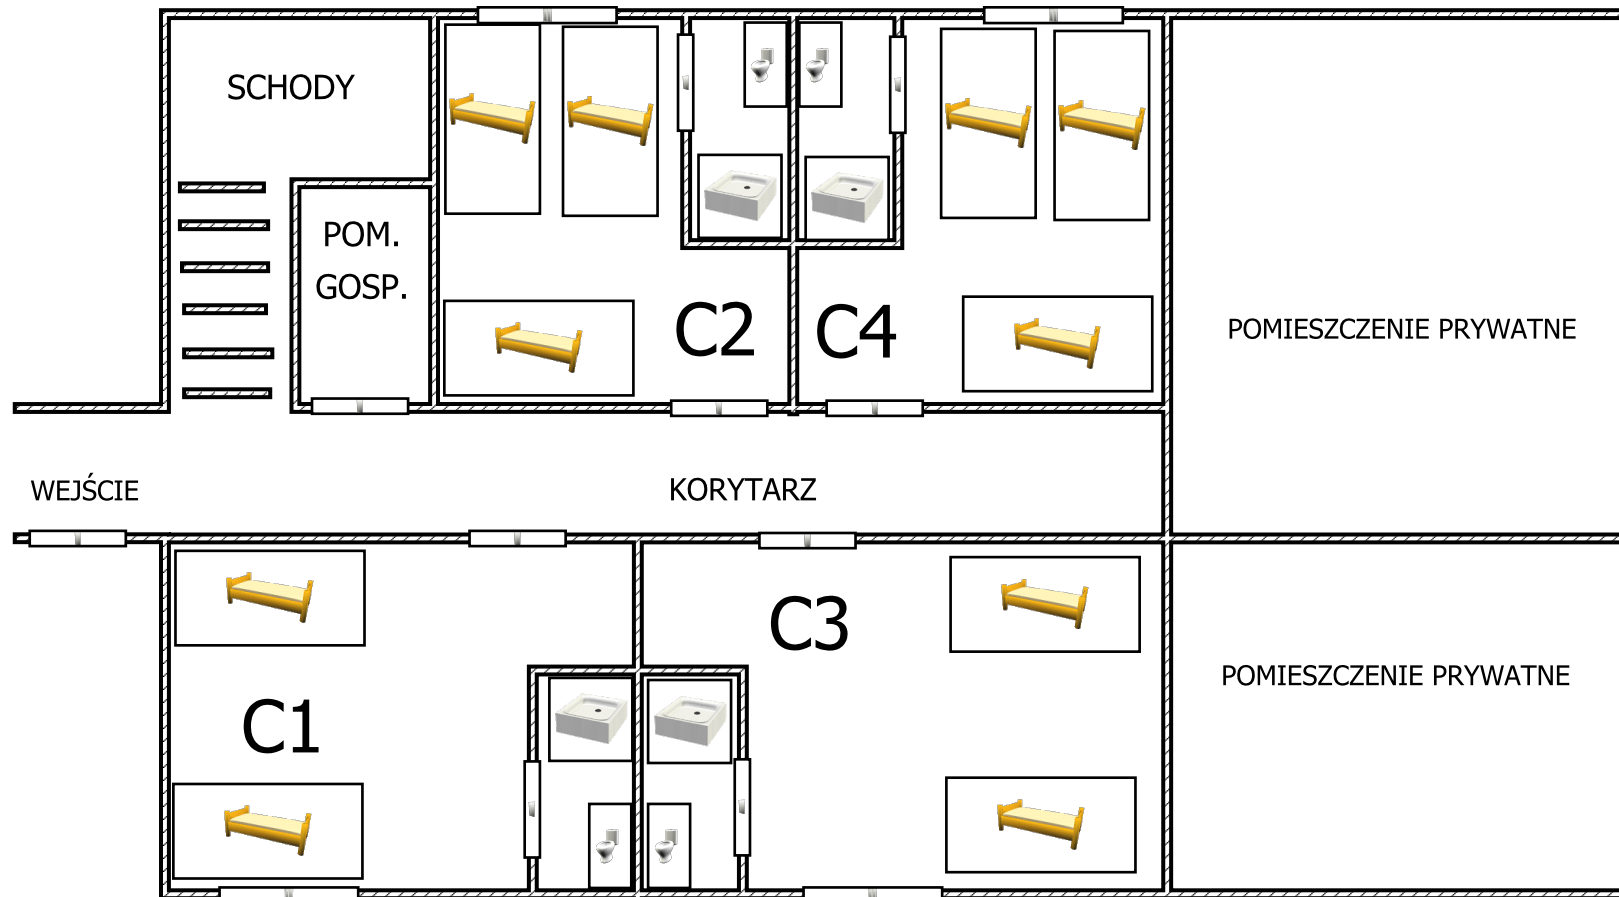 SCHODY
POM.
GOSP.
C2
C4
POMIESZCZENIE PRYWATNE
WEJŚCIE
KORYTARZ
C3
POMIESZCZENIE PRYWATNE
C1